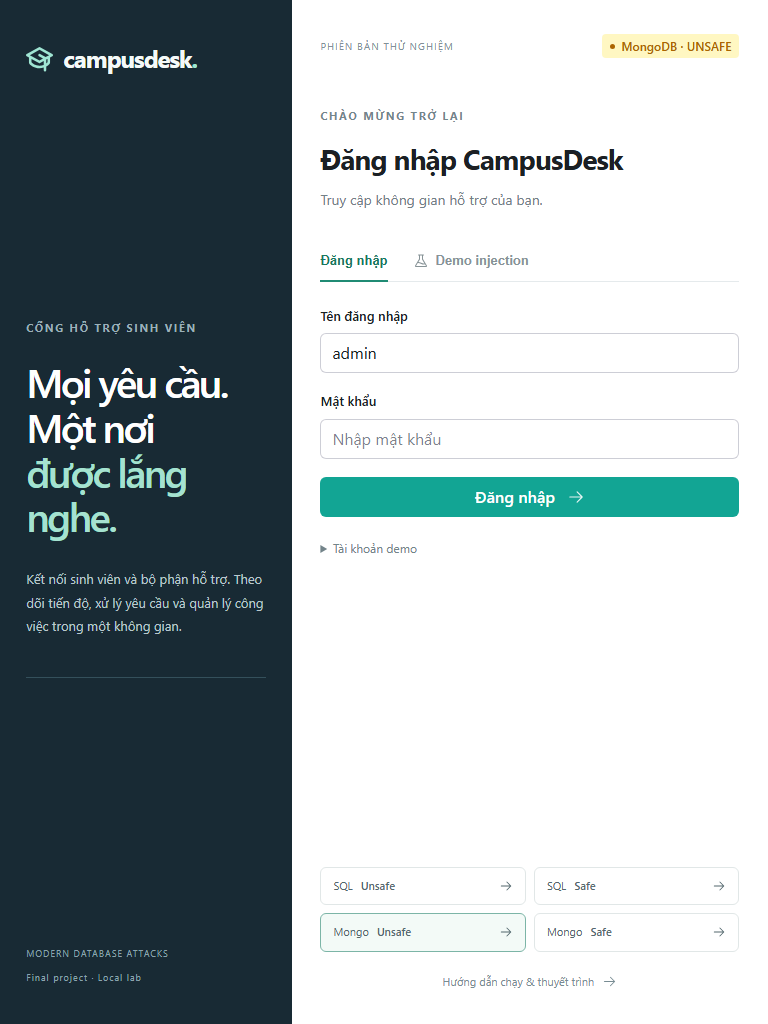 campusdesk.
CỔNG HỖ TRỢ SINH VIÊN
Mọi yêu cầu.
Một nơi
được lắng
nghe.
Kết nối sinh viên và bộ phận hỗ trợ. Theo
dõi tiến độ, xử lý yêu cầu và quản lý công
việc trong một không gian.
MODERN DATABASE ATTACKS
Final project · Local lab
PHIÊN BẢN THỬ NGHIỆM
MongoDB · UNSAFE
CHÀO MỪNG TRỞ LẠI
Đăng nhập CampusDesk
Truy cập không gian hỗ trợ của bạn.
Đăng nhập Demo injection
Tên đăng nhập
admin
Mật khẩu
Nhập mật khẩu
Đăng nhập →
▶ Tài khoản demo
SQL Unsafe → SQL Safe →
Mongo Unsafe → Mongo Safe →
Hướng dẫn chạy & thuyết trình →